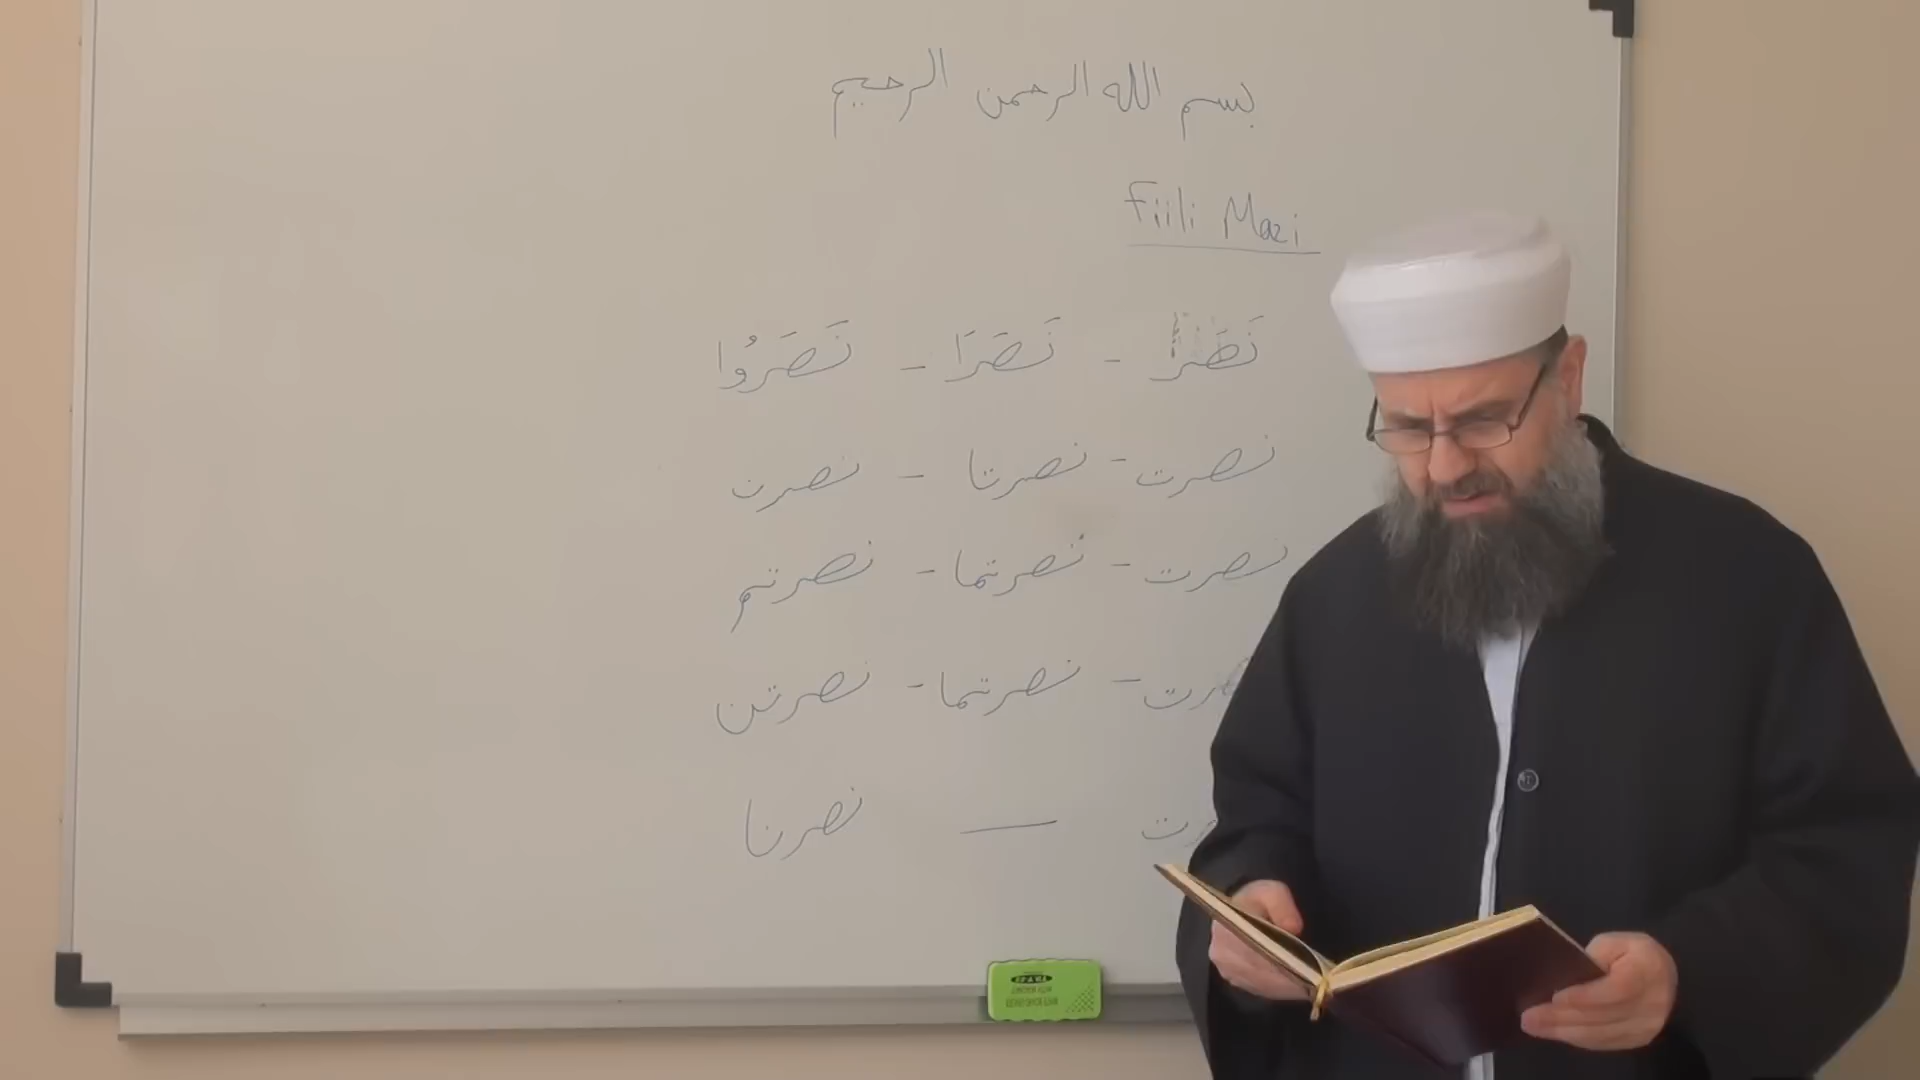 بسم الله الرحمن الرحيم
Fiili Mazi
نَصَرَ - نَصَرَا - نَصَرُوا
نصرت - نصرتا - نصرن
نصرت - نصرتما - نصرتم
نصرت - نصرتما - نصرتن
— نصرنا